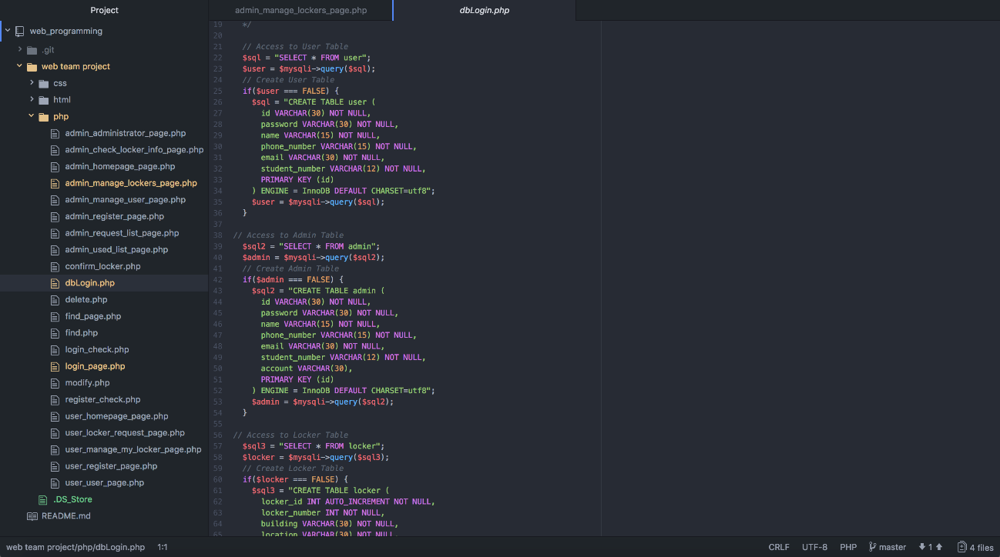 Project
web_programming
.git
web team project
css
html
php
admin_administrator_page.php
admin_check_locker_info_page.php
admin_homepage_page.php
admin_manage_lockers_page.php
admin_manage_user_page.php
admin_register_page.php
admin_request_list_page.php
admin_used_list_page.php
confirm_locker.php
dbLogin.php
delete.php
find_page.php
find.php
login_check.php
login_page.php
modify.php
register_check.php
user_homepage_page.php
user_locker_request_page.php
user_manage_my_locker_page.php
user_register_page.php
user_user_page.php
.DS_Store
README.md
admin_manage_lockers_page.php dbLogin.php
19 */
20
21 // Access to User Table
22 $sql = "SELECT * FROM user";
23 $user = $mysqli->query($sql);
24 // Create User Table
25 if($user === FALSE) {
26 $sql = "CREATE TABLE user (
27 id VARCHAR(30) NOT NULL,
28 password VARCHAR(30) NOT NULL,
29 name VARCHAR(15) NOT NULL,
30 phone_number VARCHAR(15) NOT NULL,
31 email VARCHAR(30) NOT NULL,
32 student_number VARCHAR(12) NOT NULL,
33 PRIMARY KEY (id)
34 ) ENGINE = InnoDB DEFAULT CHARSET=utf8";
35 $user = $mysqli->query($sql);
36 }
37
38 // Access to Admin Table
39 $sql2 = "SELECT * FROM admin";
40 $admin = $mysqli->query($sql2);
41 // Create Admin Table
42 if($admin === FALSE) {
43 $sql2 = "CREATE TABLE admin (
44 id VARCHAR(30) NOT NULL,
45 password VARCHAR(30) NOT NULL,
46 name VARCHAR(15) NOT NULL,
47 phone_number VARCHAR(15) NOT NULL,
48 email VARCHAR(30) NOT NULL,
49 student_number VARCHAR(12) NOT NULL,
50 account VARCHAR(30),
51 PRIMARY KEY (id)
52 ) ENGINE = InnoDB DEFAULT CHARSET=utf8";
53 $admin = $mysqli->query($sql2);
54 }
55
56 // Access to Locker Table
57 $sql3 = "SELECT * FROM locker";
58 $locker = $mysqli->query($sql3);
59 // Create Locker Table
60 if($locker === FALSE) {
61 $sql3 = "CREATE TABLE locker (
62 locker_id INT AUTO_INCREMENT NOT NULL,
63 locker_number INT NOT NULL,
64 building VARCHAR(30) NOT NULL,
65 location VARCHAR(30) NOT NULL,
web team project/php/dbLogin.php 1:1 CRLF UTF-8 PHP master 1 4 files